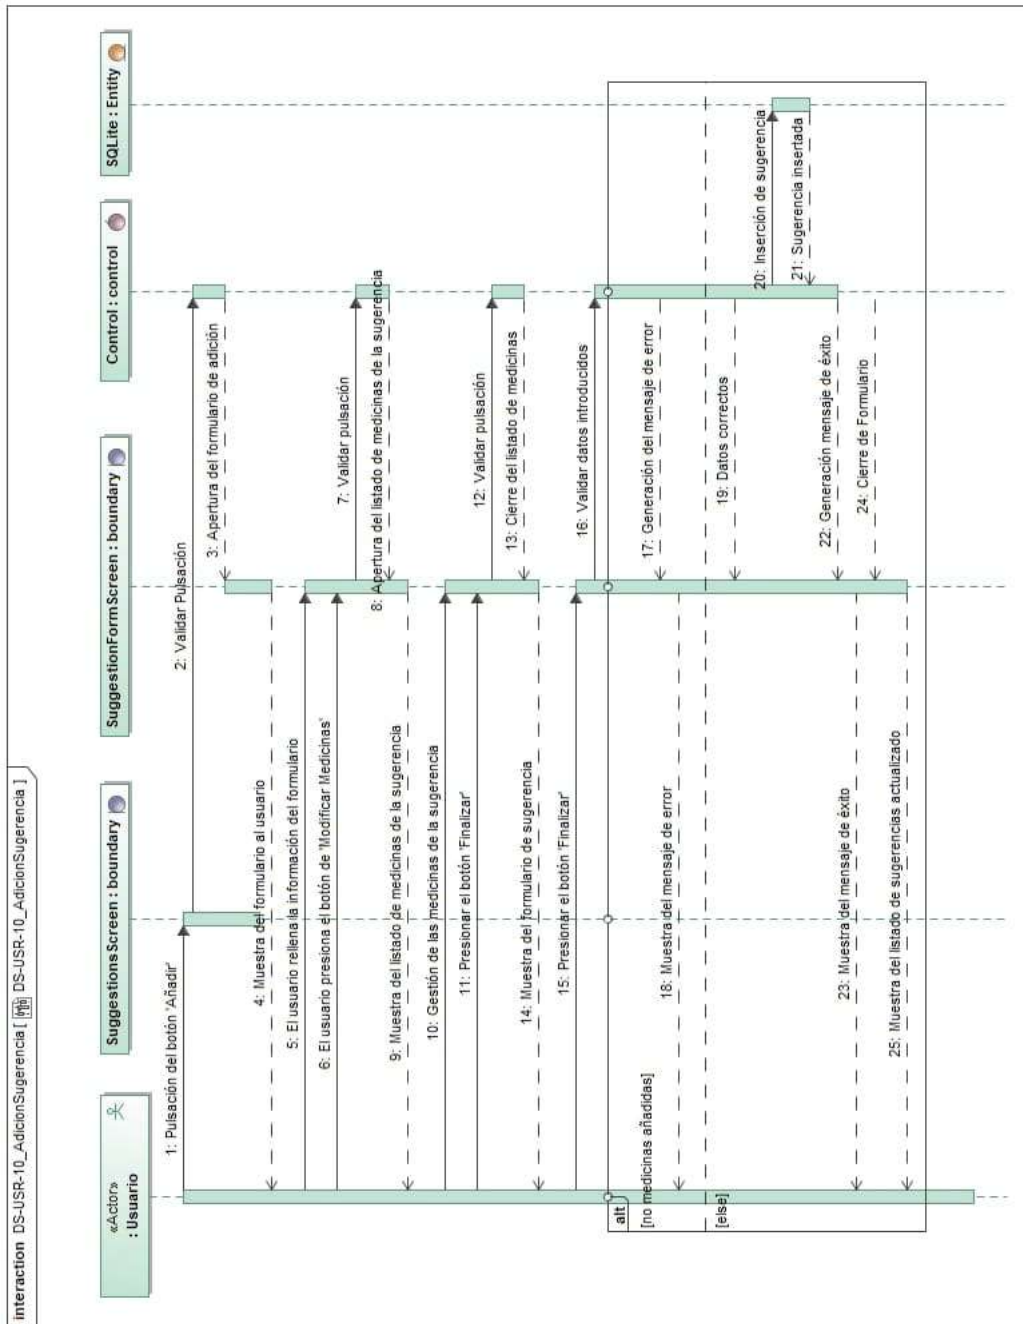 interaction DS-USR-10_AdicionSugerencia [ DS-USR-10_AdicionSugerencia ]
«Actor»
: Usuario
SuggestionsScreen : boundary
SuggestionFormScreen : boundary
Control : control
SQLite : Entity
1: Pulsación del botón 'Añadir'
2: Validar Pulsación
3: Apertura del formulario de adición
4: Muestra del formulario al usuario
5: El usuario rellena la información del formulario
6: El usuario presiona el botón de 'Modificar Medicinas'
7: Validar pulsación
8: Apertura del listado de medicinas de la sugerencia
9: Muestra del listado de medicinas de la sugerencia
10: Gestión de las medicinas de la sugerencia
11: Presionar el botón 'Finalizar'
12: Validar pulsación
13: Cierre del listado de medicinas
14: Muestra del formulario de sugerencia
15: Presionar el botón 'Finalizar'
16: Validar datos introducidos
alt
[no medicinas añadidas]
17: Generación del mensaje de error
18: Muestra del mensaje de error
[else]
19: Datos correctos
20: Inserción de sugerencia
21: Sugerencia insertada
22: Generación mensaje de éxito
23: Muestra del mensaje de éxito
24: Cierre de Formulario
25: Muestra del listado de sugerencias actualizado